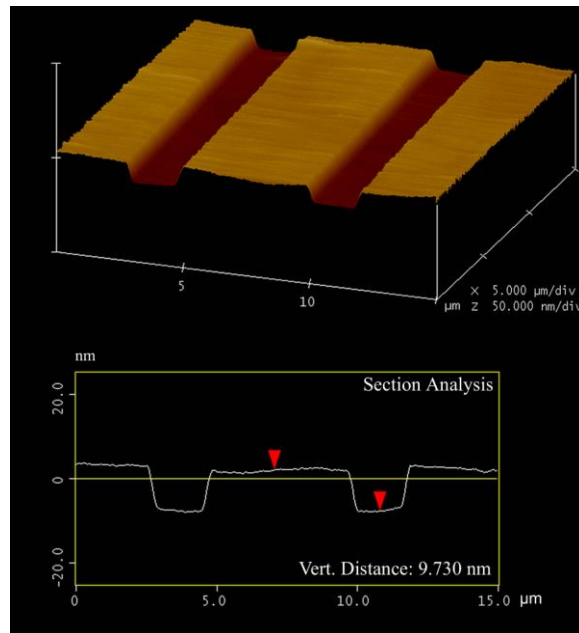 5
10
μm
X 5.000 μm/div
Z 50.000 nm/div
nm
Section Analysis
20.0
0
-20.0
Vert. Distance: 9.730 nm
0
5.0
10.0
15.0
μm